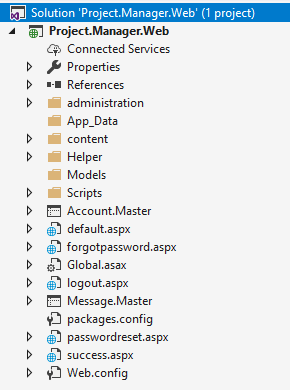 Solution 'Project.Manager.Web' (1 project)
Project.Manager.Web
Connected Services
Properties
References
administration
App_Data
content
Helper
Models
Scripts
Account.Master
default.aspx
forgotpassword.aspx
Global.asax
logout.aspx
Message.Master
packages.config
passwordreset.aspx
success.aspx
Web.config